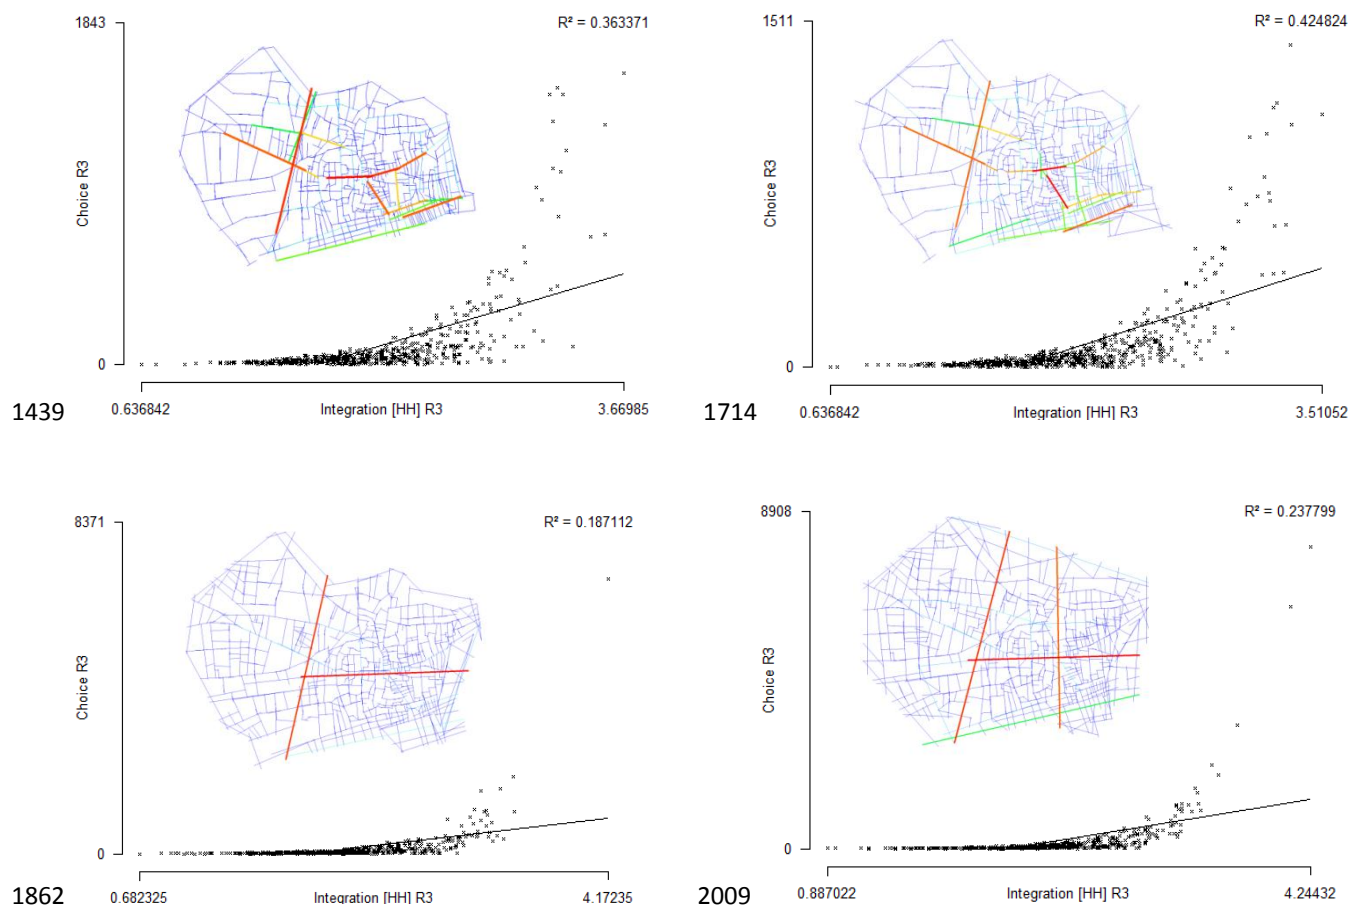 1843
R² = 0.363371
Choice R3
0
0.636842
Integration [HH] R3
3.66985
1439
1511
R² = 0.424824
Choice R3
0
0.636842
Integration [HH] R3
3.51052
1714
8371
R² = 0.187112
Choice R3
0
0.682325
Integration [HH] R3
4.17235
1862
8908
R² = 0.237799
Choice R3
0
0.887022
Integration [HH] R3
4.24432
2009